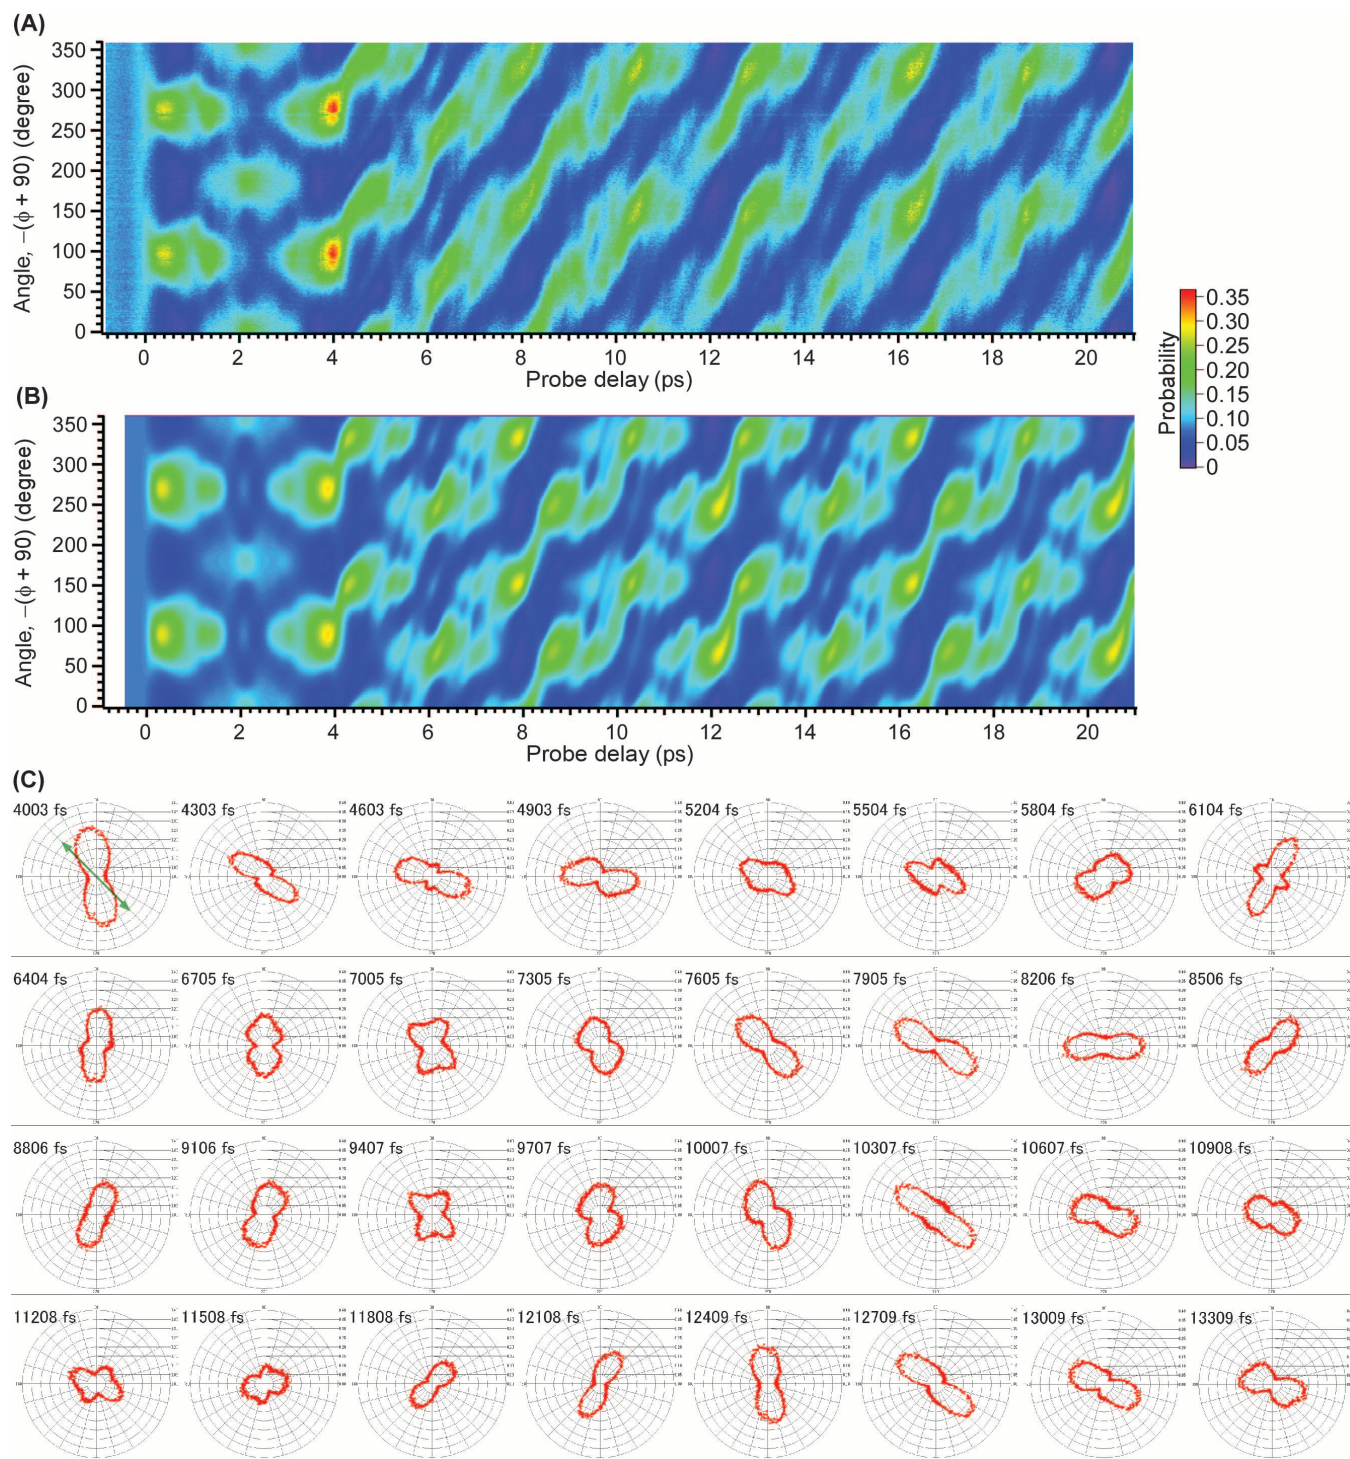 (A)
Angle, −(ϕ + 90) (degree)
350
300
250
200
150
100
50
0
0 2 4 6 8 10 12 14 16 18 20
Probe delay (ps)
Probability
0.35
0.30
0.25
0.20
0.15
0.10
0.05
0
(B)
Angle, −(ϕ + 90) (degree)
350
300
250
200
150
100
50
0
0 2 4 6 8 10 12 14 16 18 20
Probe delay (ps)
(C)
4003 fs 4303 fs 4603 fs 4903 fs 5204 fs 5504 fs 5804 fs 6104 fs
6404 fs 6705 fs 7005 fs 7305 fs 7605 fs 7905 fs 8206 fs 8506 fs
8806 fs 9106 fs 9407 fs 9707 fs 10007 fs 10307 fs 10607 fs 10908 fs
11208 fs 11508 fs 11808 fs 12108 fs 12409 fs 12709 fs 13009 fs 13309 fs